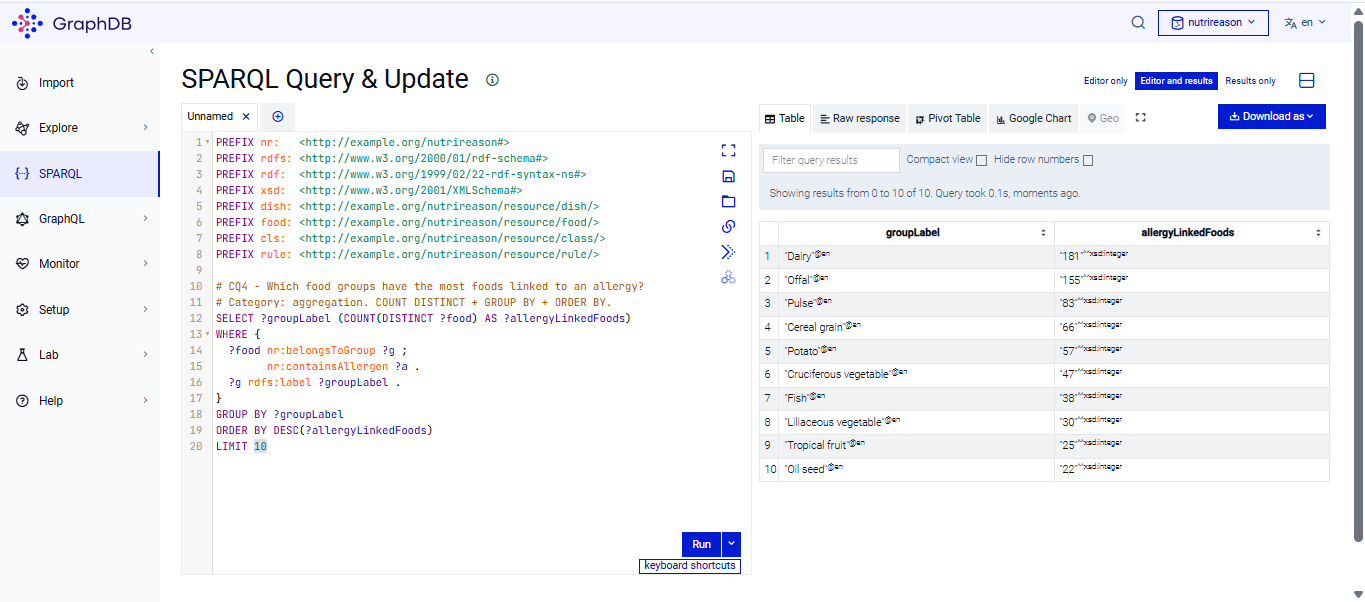 GraphDB
nutrireason
en
Import
Explore
SPARQL
GraphQL
Monitor
Setup
Lab
Help
SPARQL Query & Update
Editor only
Editor and results
Results only
Unnamed
1 PREFIX nr:   <http://example.org/nutrireason#>
2 PREFIX rdfs: <http://www.w3.org/2000/01/rdf-schema#>
3 PREFIX rdf:  <http://www.w3.org/1999/02/22-rdf-syntax-ns#>
4 PREFIX xsd:  <http://www.w3.org/2001/XMLSchema#>
5 PREFIX dish: <http://example.org/nutrireason/resource/dish/>
6 PREFIX food: <http://example.org/nutrireason/resource/food/>
7 PREFIX cls:  <http://example.org/nutrireason/resource/class/>
8 PREFIX rule: <http://example.org/nutrireason/resource/rule/>
9
10 # CQ4 - Which food groups have the most foods linked to an allergy?
11 # Category: aggregation. COUNT DISTINCT + GROUP BY + ORDER BY.
12 SELECT ?groupLabel (COUNT(DISTINCT ?food) AS ?allergyLinkedFoods)
13 WHERE {
14   ?food nr:belongsToGroup ?g ;
15         nr:containsAllergen ?a .
16   ?g rdfs:label ?groupLabel .
17 }
18 GROUP BY ?groupLabel
19 ORDER BY DESC(?allergyLinkedFoods)
20 LIMIT 10
Run
keyboard shortcuts
Table
Raw response
Pivot Table
Google Chart
Geo
Download as
Filter query results
Compact view
Hide row numbers
Showing results from 0 to 10 of 10. Query took 0.1s, moments ago.
groupLabel allergyLinkedFoods
1 "Dairy"@en "181"^^xsd:integer
2 "Offal"@en "155"^^xsd:integer
3 "Pulse"@en "83"^^xsd:integer
4 "Cereal grain"@en "66"^^xsd:integer
5 "Potato"@en "57"^^xsd:integer
6 "Cruciferous vegetable"@en "47"^^xsd:integer
7 "Fish"@en "38"^^xsd:integer
8 "Liliaceous vegetable"@en "30"^^xsd:integer
9 "Tropical fruit"@en "25"^^xsd:integer
10 "Oil seed"@en "22"^^xsd:integer